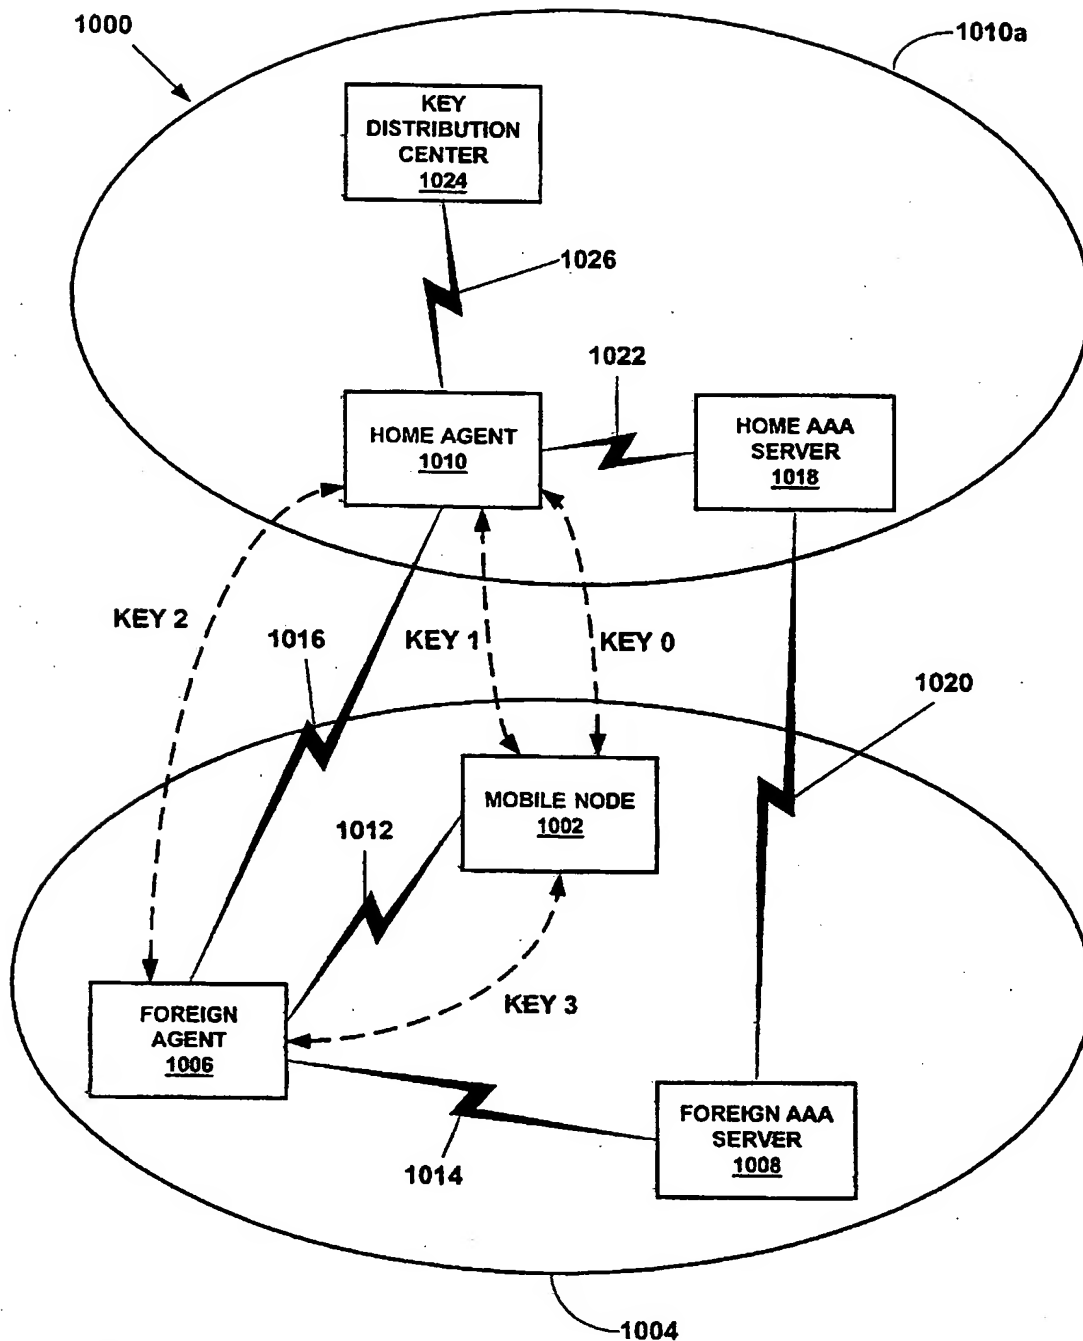 1000
1010a
KEY
DISTRIBUTION
CENTER
1024
1026
1022
HOME AGENT
1010
HOME AAA
SERVER
1018
KEY 2
1016
KEY 1
KEY 0
1020
MOBILE NODE
1002
1012
KEY 3
FOREIGN
AGENT
1006
FOREIGN AAA
SERVER
1008
1014
1004